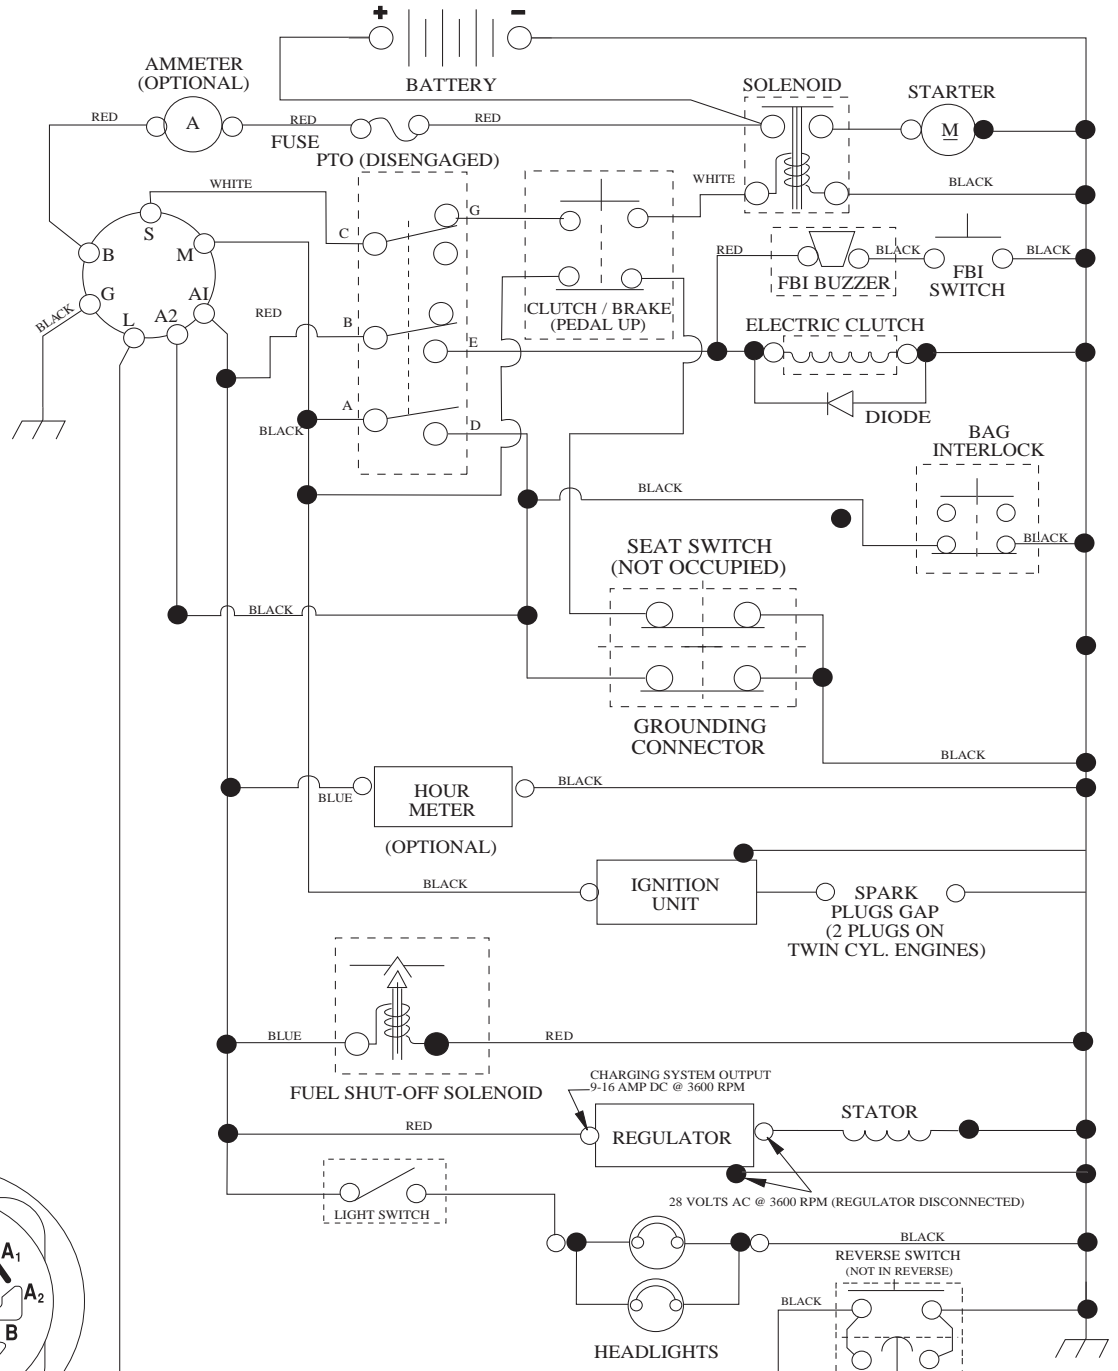 + -
BATTERY
AMMETER
(OPTIONAL)
SOLENOID
STARTER
RED
A
RED
FUSE
RED
M
PTO (DISENGAGED)
WHITE
WHITE
BLACK
S
B
M
G
L
A2
A1
C
G
RED
FBI BUZZER
BLACK
FBI
SWITCH
BLACK
BLACK
RED
B
E
CLUTCH / BRAKE
(PEDAL UP)
ELECTRIC CLUTCH
DIODE
A
BLACK
D
BAG
INTERLOCK
BLACK
BLACK
SEAT SWITCH
(NOT OCCUPIED)
BLACK
GROUNDING
CONNECTOR
BLACK
BLUE
HOUR
METER
BLACK
(OPTIONAL)
BLACK
IGNITION
UNIT
SPARK
PLUGS GAP
(2 PLUGS ON
TWIN CYL. ENGINES)
BLUE
RED
FUEL SHUT-OFF SOLENOID
CHARGING SYSTEM OUTPUT
9-16 AMP DC @ 3600 RPM
RED
REGULATOR
STATOR
28 VOLTS AC @ 3600 RPM (REGULATOR DISCONNECTED)
LIGHT SWITCH
BLACK
REVERSE SWITCH
(NOT IN REVERSE)
BLACK
HEADLIGHTS
A1
A2
B